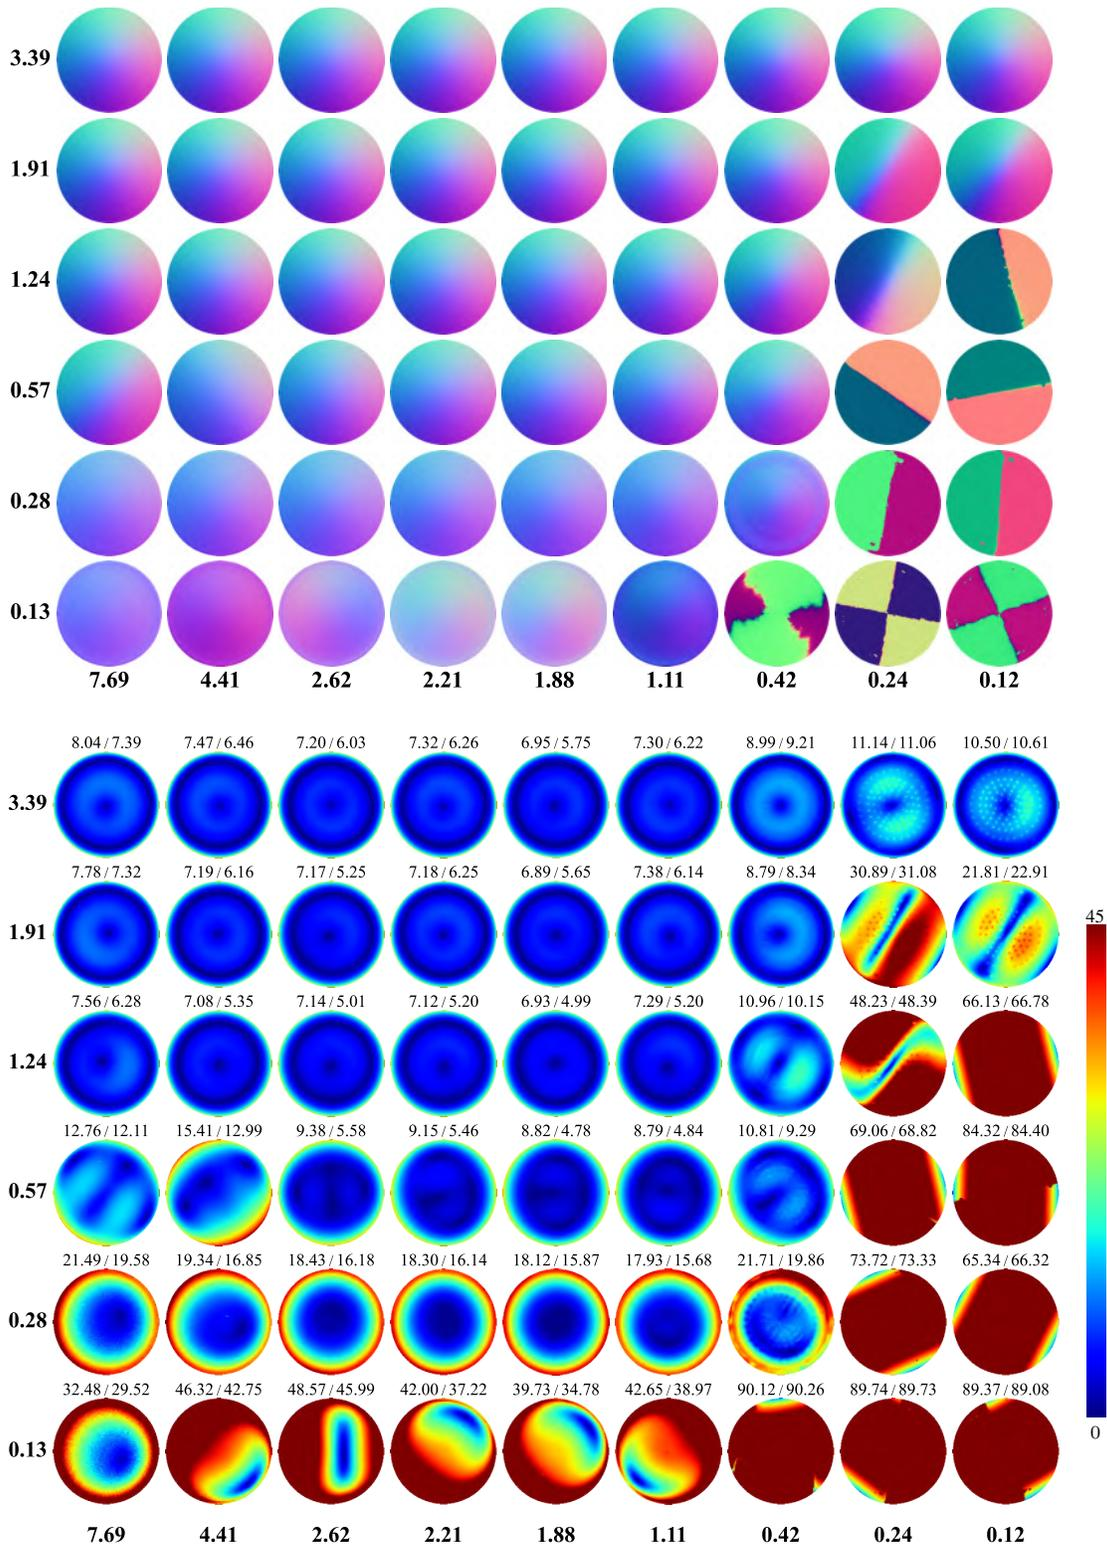 3.39
1.91
1.24
0.57
0.28
0.13
7.69 4.41 2.62 2.21 1.88 1.11 0.42 0.24 0.12
8.04 / 7.39 7.47 / 6.46 7.20 / 6.03 7.32 / 6.26 6.95 / 5.75 7.30 / 6.22 8.99 / 9.21 11.14 / 11.06 10.50 / 10.61
3.39
7.78 / 7.32 7.19 / 6.16 7.17 / 5.25 7.18 / 6.25 6.89 / 5.65 7.38 / 6.14 8.79 / 8.34 30.89 / 31.08 21.81 / 22.91
45
1.91
7.56 / 6.28 7.08 / 5.35 7.14 / 5.01 7.12 / 5.20 6.93 / 4.99 7.29 / 5.20 10.96 / 10.15 48.23 / 48.39 66.13 / 66.78
1.24
12.76 / 12.11 15.41 / 12.99 9.38 / 5.58 9.15 / 5.46 8.82 / 4.78 8.79 / 4.84 10.81 / 9.29 69.06 / 68.82 84.32 / 84.40
0.57
21.49 / 19.58 19.34 / 16.85 18.43 / 16.18 18.30 / 16.14 18.12 / 15.87 17.93 / 15.68 21.71 / 19.86 73.72 / 73.33 65.34 / 66.32
0.28
32.48 / 29.52 46.32 / 42.75 48.57 / 45.99 42.00 / 37.22 39.73 / 34.78 42.65 / 38.97 90.12 / 90.26 89.74 / 89.73 89.37 / 89.08
0
0.13
7.69 4.41 2.62 2.21 1.88 1.11 0.42 0.24 0.12